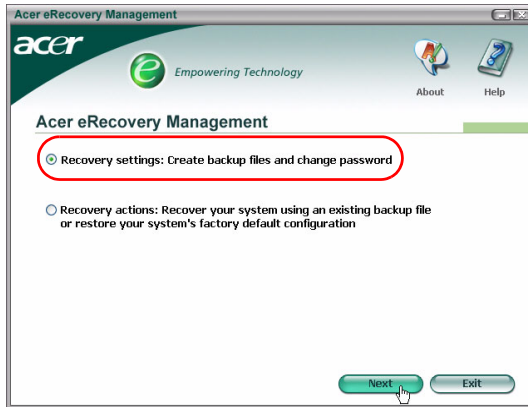 Acer eRecovery Management
acer
e Empowering Technology
About Help
Acer eRecovery Management
Recovery settings: Create backup files and change password
Recovery actions: Recover your system using an existing backup file
or restore your system's factory default configuration
Next Exit